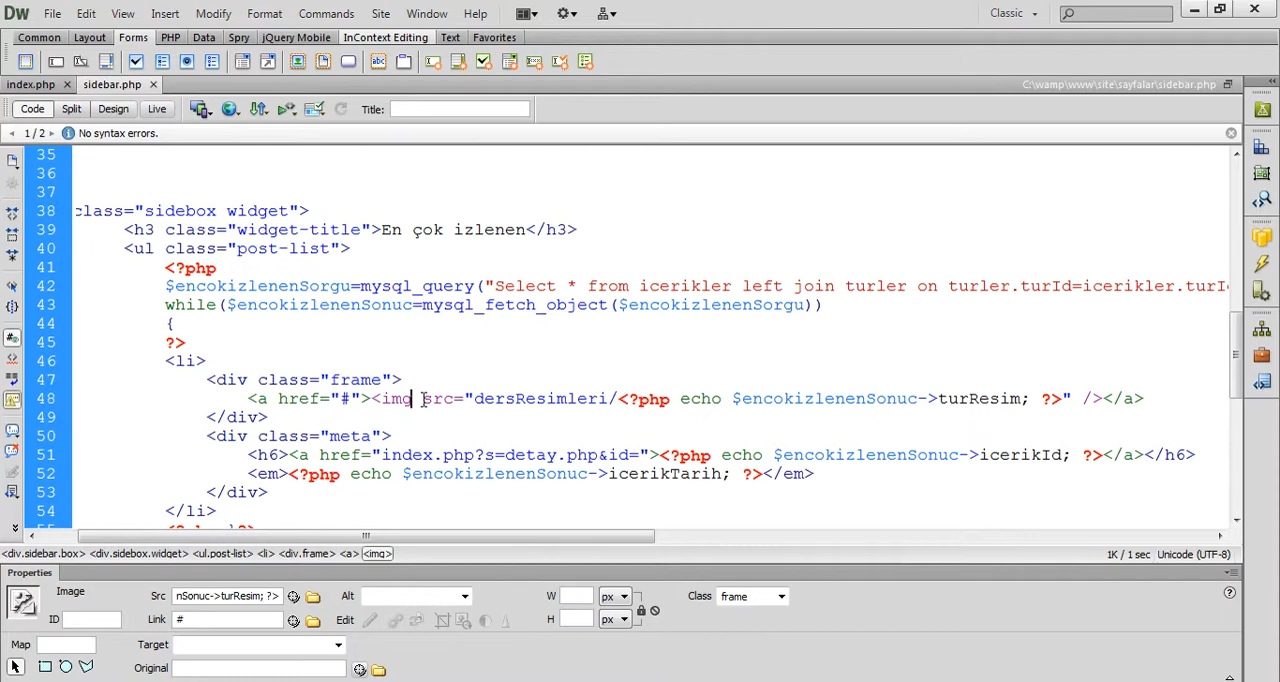 Dw File Edit View Insert Modify Format Commands Site Window Help Classic
Common Layout Forms PHP Data Spry jQuery Mobile InContext Editing Text Favorites
index.php sidebar.php C:\wamp\www\site\sayfalar\sidebar.php
Code Split Design Live Title:
1 / 2 No syntax errors.
35
36
37
38 class="sidebox widget">
39 <h3 class="widget-title">En çok izlenen</h3>
40 <ul class="post-list">
41 <?php
42 $encokizlenenSorgu=mysql_query("Select * from icerikler left join turler on turler.turId=icerikler.turId
43 while($encokizlenenSonuc=mysql_fetch_object($encokizlenenSorgu))
44 {
45 ?>
46 <li>
47 <div class="frame">
48 <a href="#"><img src="dersResimleri/<?php echo $encokizlenenSonuc->turResim; ?>" /></a>
49 </div>
50 <div class="meta">
51 <h6><a href="index.php?s=detay.php&id="><?php echo $encokizlenenSonuc->icerikId; ?></a></h6>
52 <em><?php echo $encokizlenenSonuc->icerikTarih; ?></em>
53 </div>
54 </li>
<div.sidebar.box> <div.sidebox.widget> <ul.post-list> <li> <div.frame> <a> <img> 1K / 1 sec Unicode (UTF-8)
Properties
Image Src nSonuc->turResim; ?> Alt W px Class frame
ID Link # Edit H px
Map Target
Original